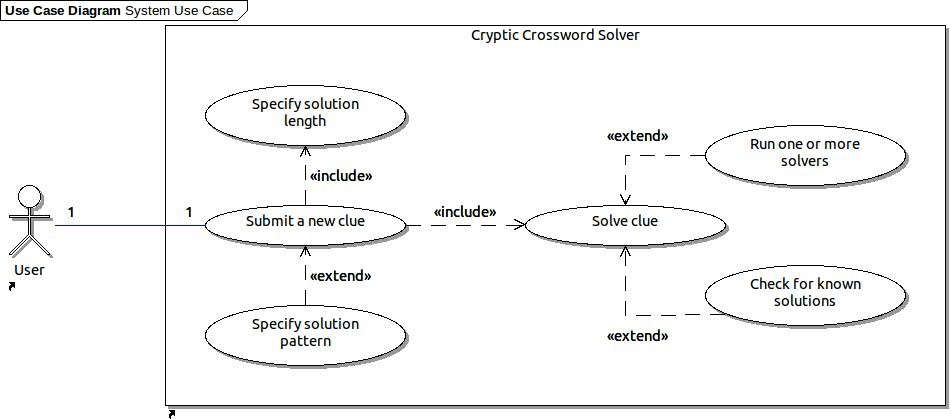 Use Case Diagram System Use Case
Cryptic Crossword Solver
Specify solution
length
«extend»
Run one or more
solvers
«include»
1
1
Submit a new clue
«include»
Solve clue
User
«extend»
Check for known
solutions
Specify solution
pattern
«extend»